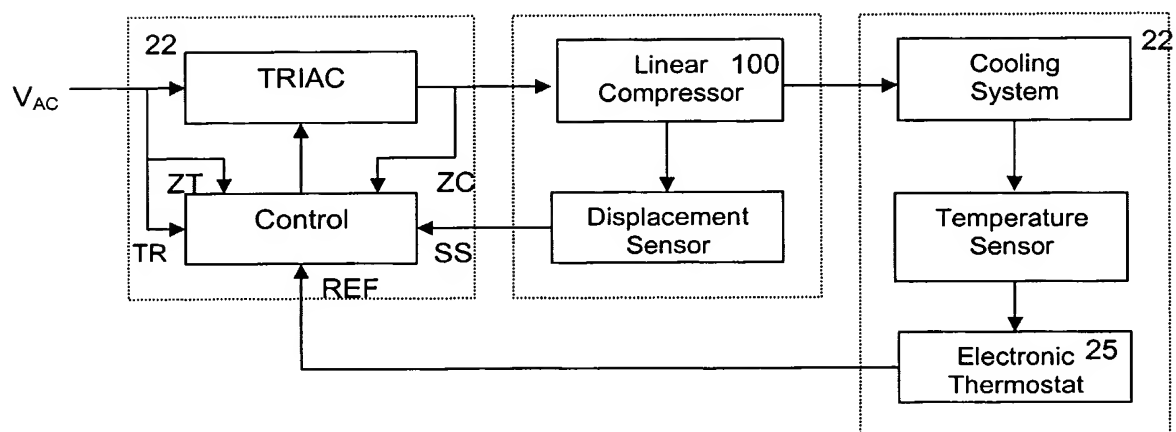 22
TRIAC
V_AC
ZT
ZC
Control
TR
SS
REF
Linear 100
Compressor
Displacement
Sensor
22
Cooling
System
Temperature
Sensor
Electronic 25
Thermostat